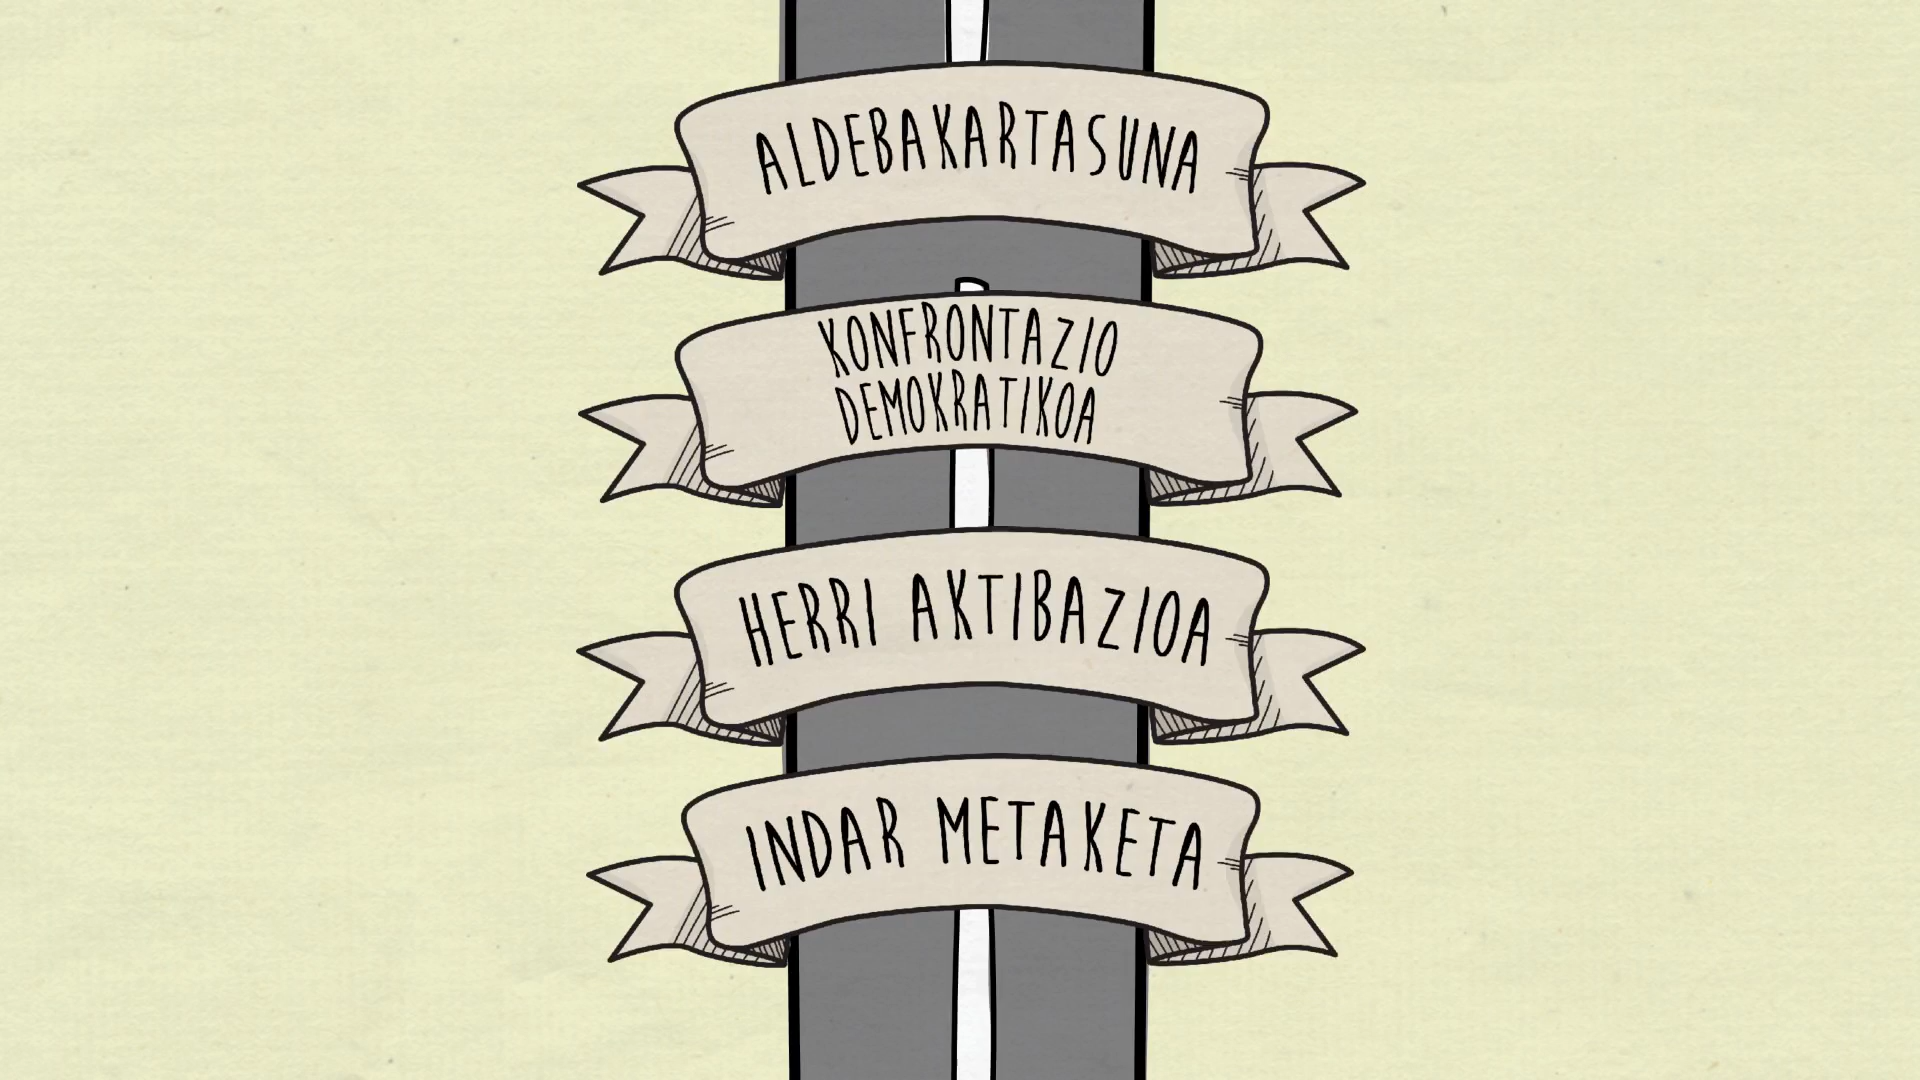 ALDEBAKARTASUNA
KONFRONTAZIO
DEMOKRATIKOA
HERRI AKTIBAZIOA
INDAR METAKETA